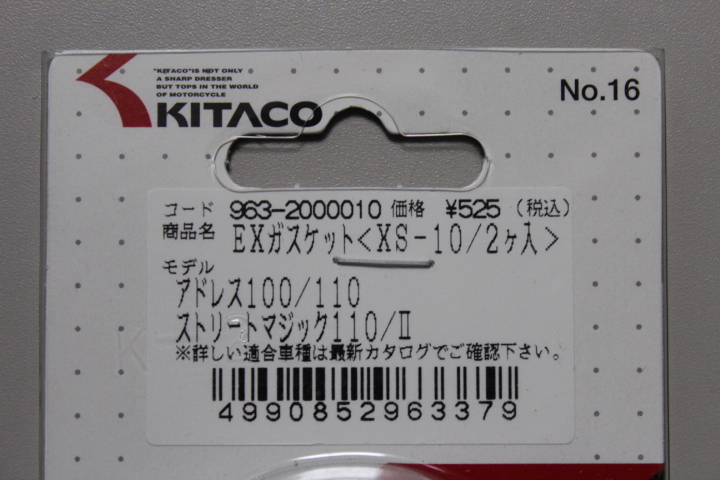 "KITACO"IS NOT ONLY
A SHARP DRESSER
BUT TOPS IN THE WORLD
OF MOTORCYCLE
KITACO
No.16
コード 963-2000010 価格 ¥525 (税込)
商品名 EXガスケット<XS-10/2ケ入>
モデル
アドレス100/110
ストリートマジック110/Ⅱ
※詳しい適合車種は最新カタログでご確認下さい。
4990852963379